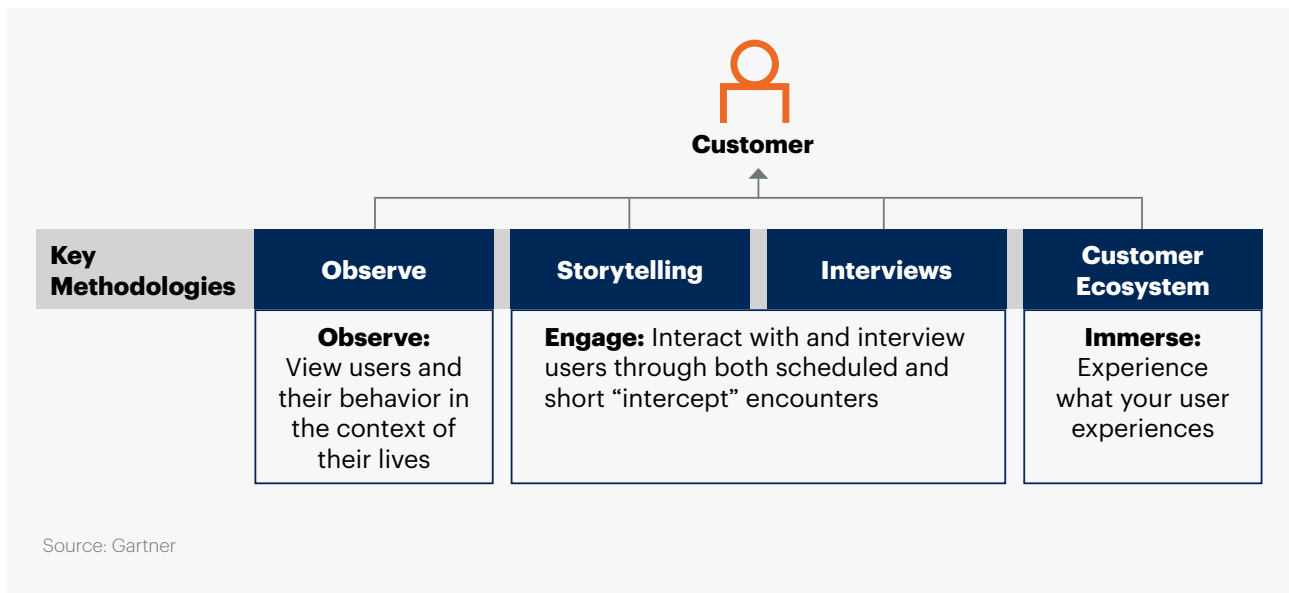 Customer
Key
Methodologies
Observe
Storytelling
Interviews
Customer
Ecosystem
Observe:
View users and
their behavior in
the context of
their lives
Engage: Interact with and interview
users through both scheduled and
short “intercept” encounters
Immerse:
Experience
what your user
experiences
Source: Gartner